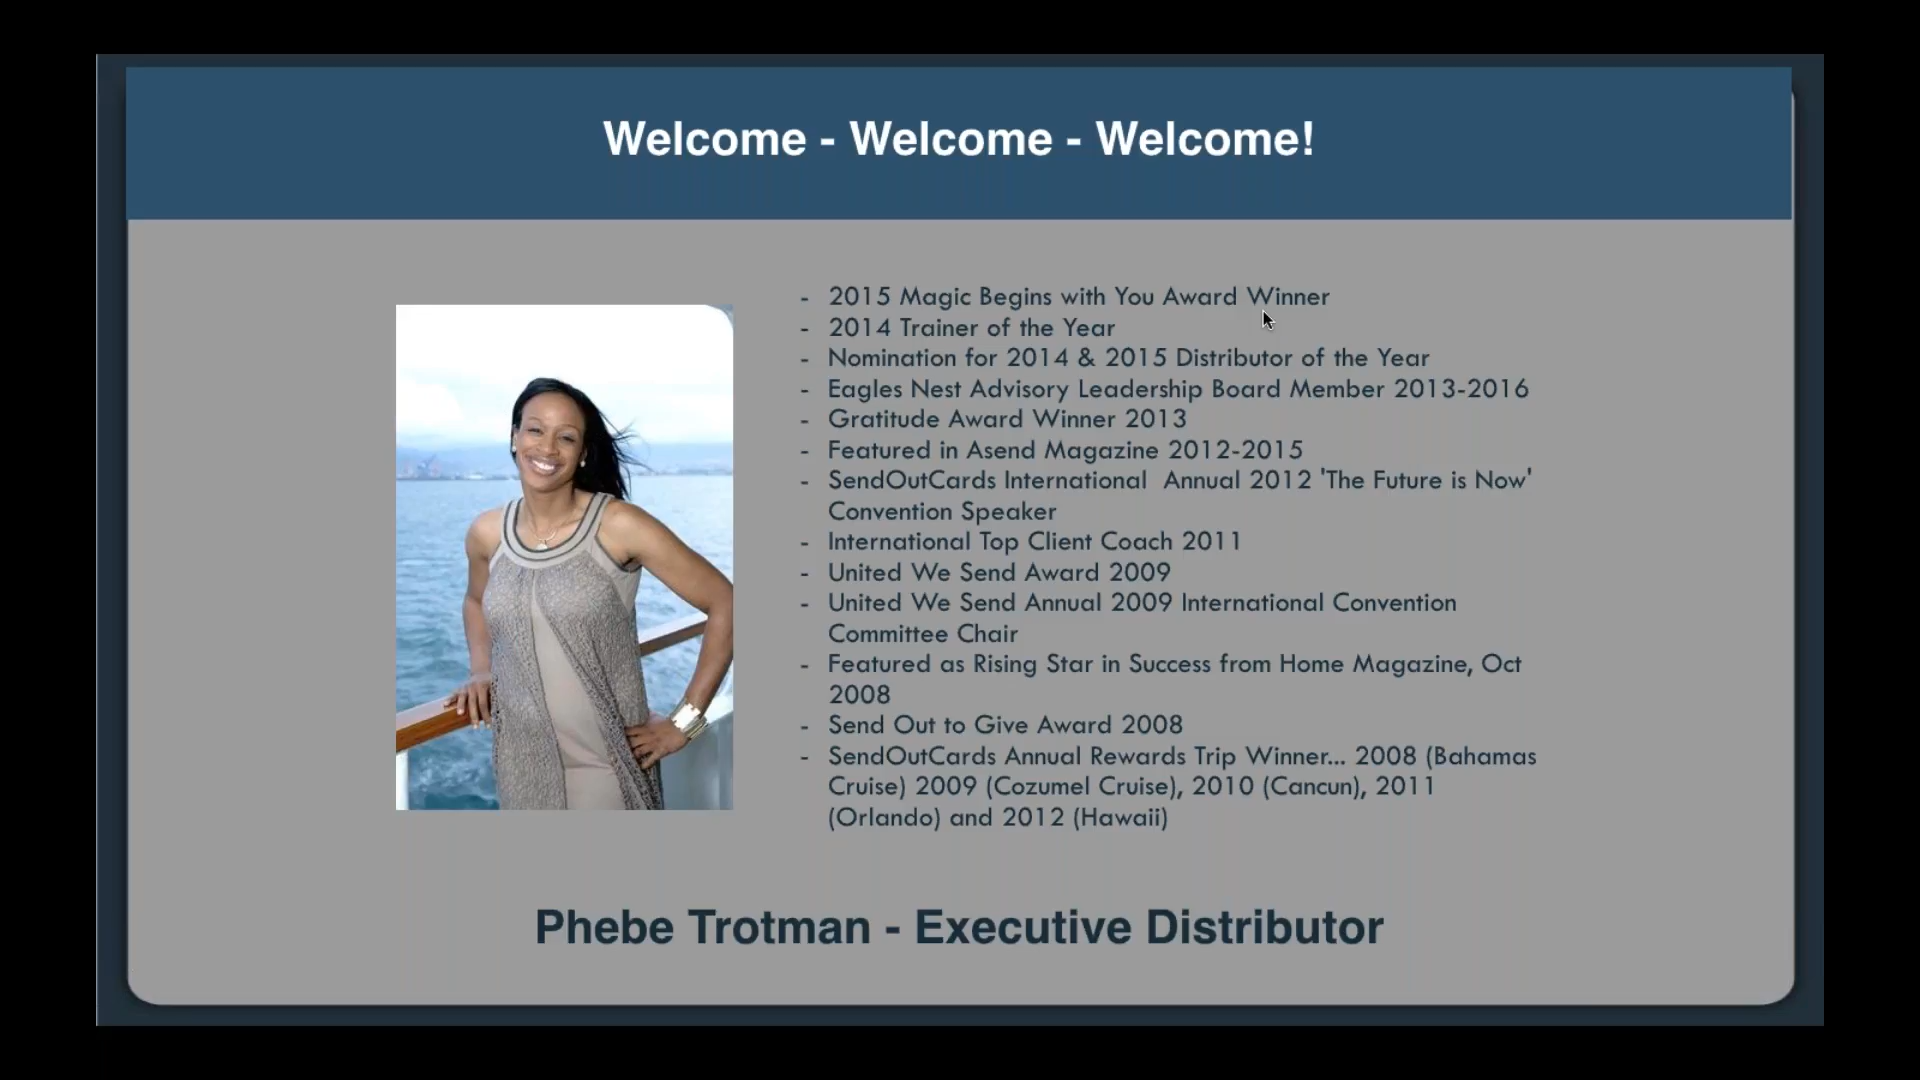 Welcome - Welcome - Welcome!
- 2015 Magic Begins with You Award Winner
- 2014 Trainer of the Year
- Nomination for 2014 & 2015 Distributor of the Year
- Eagles Nest Advisory Leadership Board Member 2013-2016
- Gratitude Award Winner 2013
- Featured in Asend Magazine 2012-2015
- SendOutCards International  Annual 2012 'The Future is Now'
Convention Speaker
- International Top Client Coach 2011
- United We Send Award 2009
- United We Send Annual 2009 International Convention
Committee Chair
- Featured as Rising Star in Success from Home Magazine, Oct
2008
- Send Out to Give Award 2008
- SendOutCards Annual Rewards Trip Winner... 2008 (Bahamas
Cruise) 2009 (Cozumel Cruise), 2010 (Cancun), 2011
(Orlando) and 2012 (Hawaii)
Phebe Trotman - Executive Distributor